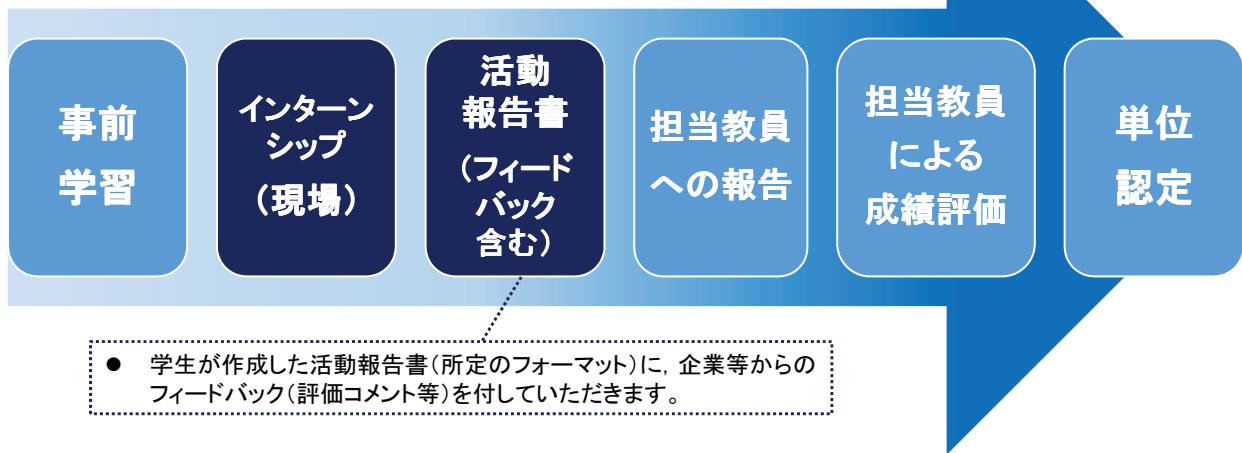 事前
学習
インターン
シップ
（現場）
活動
報告書
（フィード
バック
含む）
担当教員
への報告
担当教員
による
成績評価
単位
認定
● 学生が作成した活動報告書（所定のフォーマット）に，企業等からの
フィードバック（評価コメント等）を付していただきます。